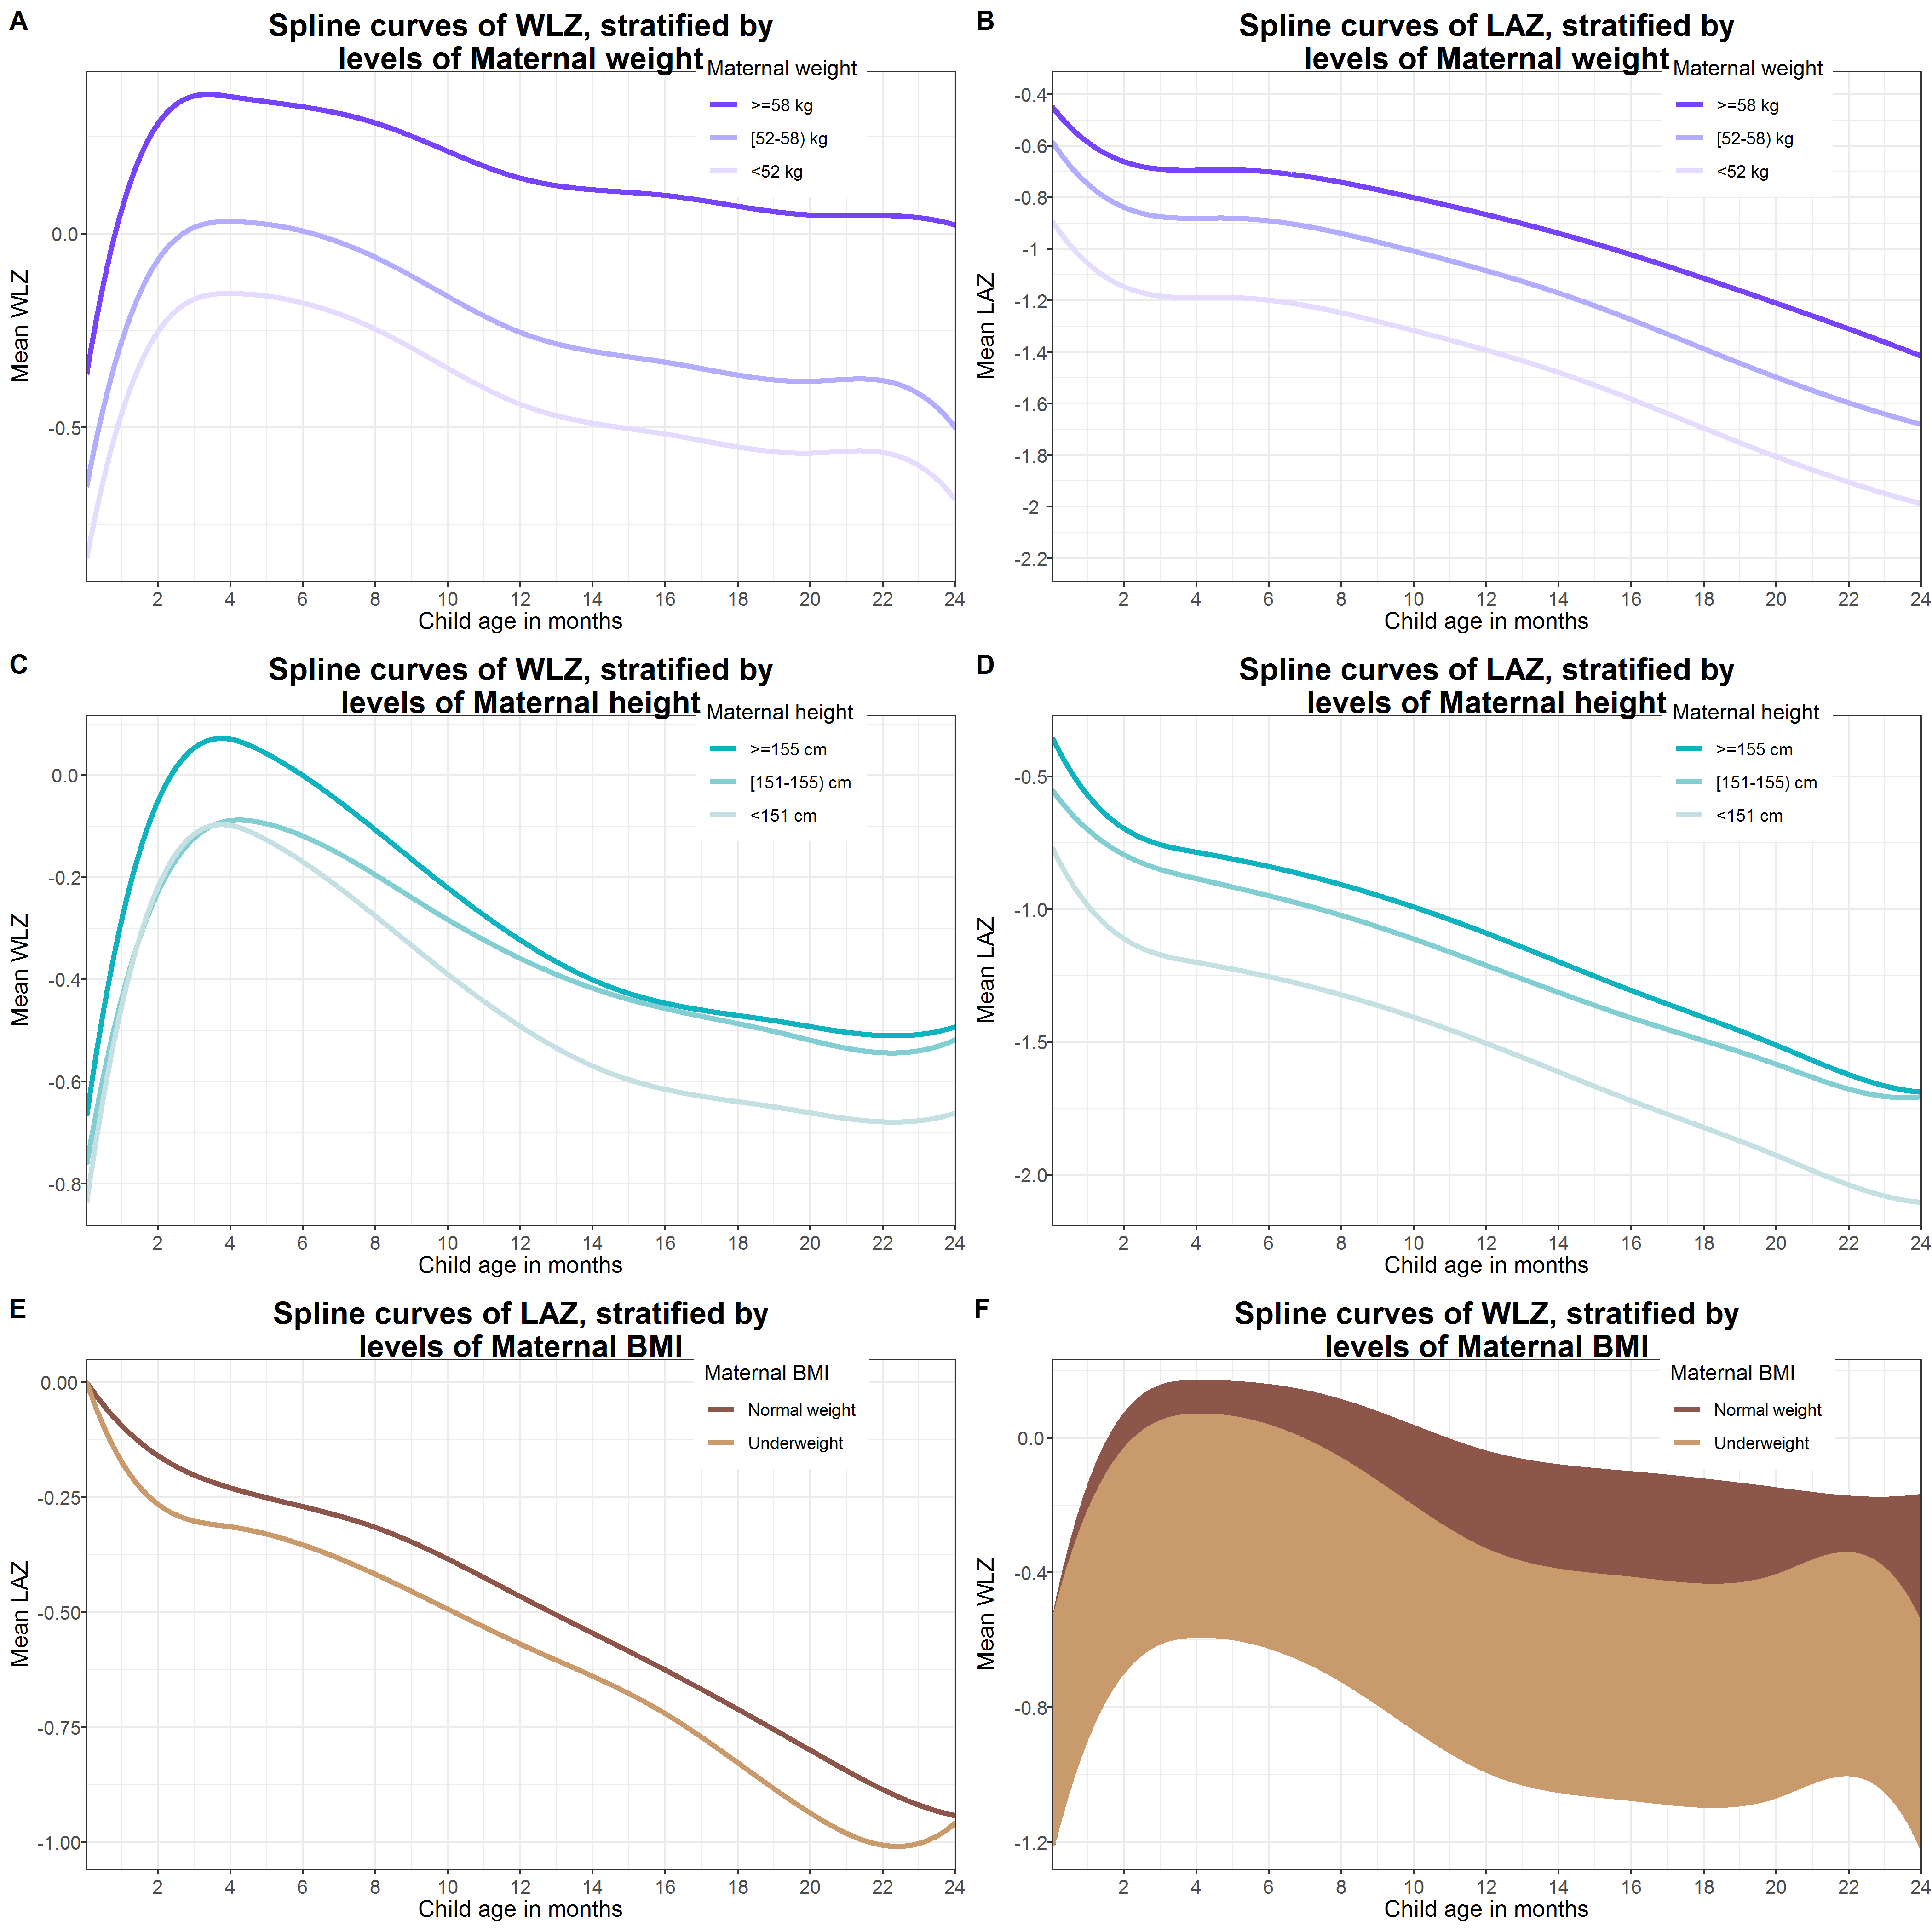 A
Spline curves of WLZ, stratified by
levels of Maternal weight
Maternal weight
>=58 kg
[52-58) kg
<52 kg
0.0
-0.5
Mean WLZ
2 4 6 8 10 12 14 16 18 20 22 24
Child age in months
B
Spline curves of LAZ, stratified by
levels of Maternal weight
Maternal weight
>=58 kg
[52-58) kg
<52 kg
-0.4
-0.6
-0.8
-1
-1.2
-1.4
-1.6
-1.8
-2
-2.2
Mean LAZ
2 4 6 8 10 12 14 16 18 20 22 24
Child age in months
C
Spline curves of WLZ, stratified by
levels of Maternal height
Maternal height
>=155 cm
[151-155) cm
<151 cm
0.0
-0.2
-0.4
-0.6
-0.8
Mean WLZ
2 4 6 8 10 12 14 16 18 20 22 24
Child age in months
D
Spline curves of LAZ, stratified by
levels of Maternal height
Maternal height
>=155 cm
[151-155) cm
<151 cm
-0.5
-1.0
-1.5
-2.0
Mean LAZ
2 4 6 8 10 12 14 16 18 20 22 24
Child age in months
E
Spline curves of LAZ, stratified by
levels of Maternal BMI
Maternal BMI
Normal weight
Underweight
0.00
-0.25
-0.50
-0.75
-1.00
Mean LAZ
2 4 6 8 10 12 14 16 18 20 22 24
Child age in months
F
Spline curves of WLZ, stratified by
levels of Maternal BMI
Maternal BMI
Normal weight
Underweight
0.0
-0.4
-0.8
-1.2
Mean WLZ
2 4 6 8 10 12 14 16 18 20 22 24
Child age in months